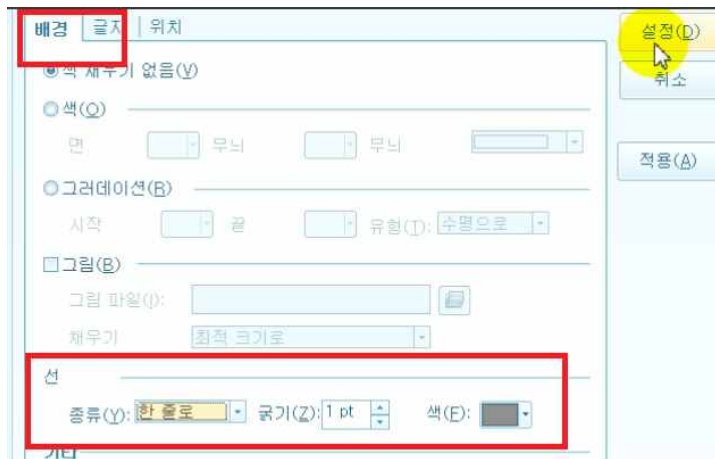 배경 글자 위치
설정(D)
색 채우기 없음(V)
취소
색(O)
면 무늬 무늬
적용(A)
그러데이션(R)
시작 끝 유형(T): 수평으로
그림(B)
그림 파일(I):
채우기 최적 크기로
선
종류(Y): 한 줄로 굵기(Z): 1 pt 색(F):
기타